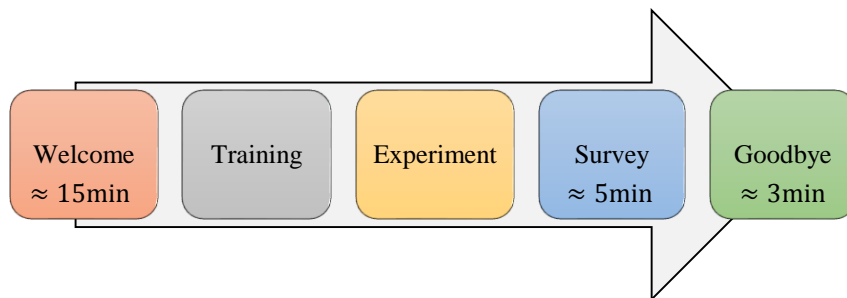 Welcome
≈ 15min
Training
Experiment
Survey
≈ 5min
Goodbye
≈ 3min